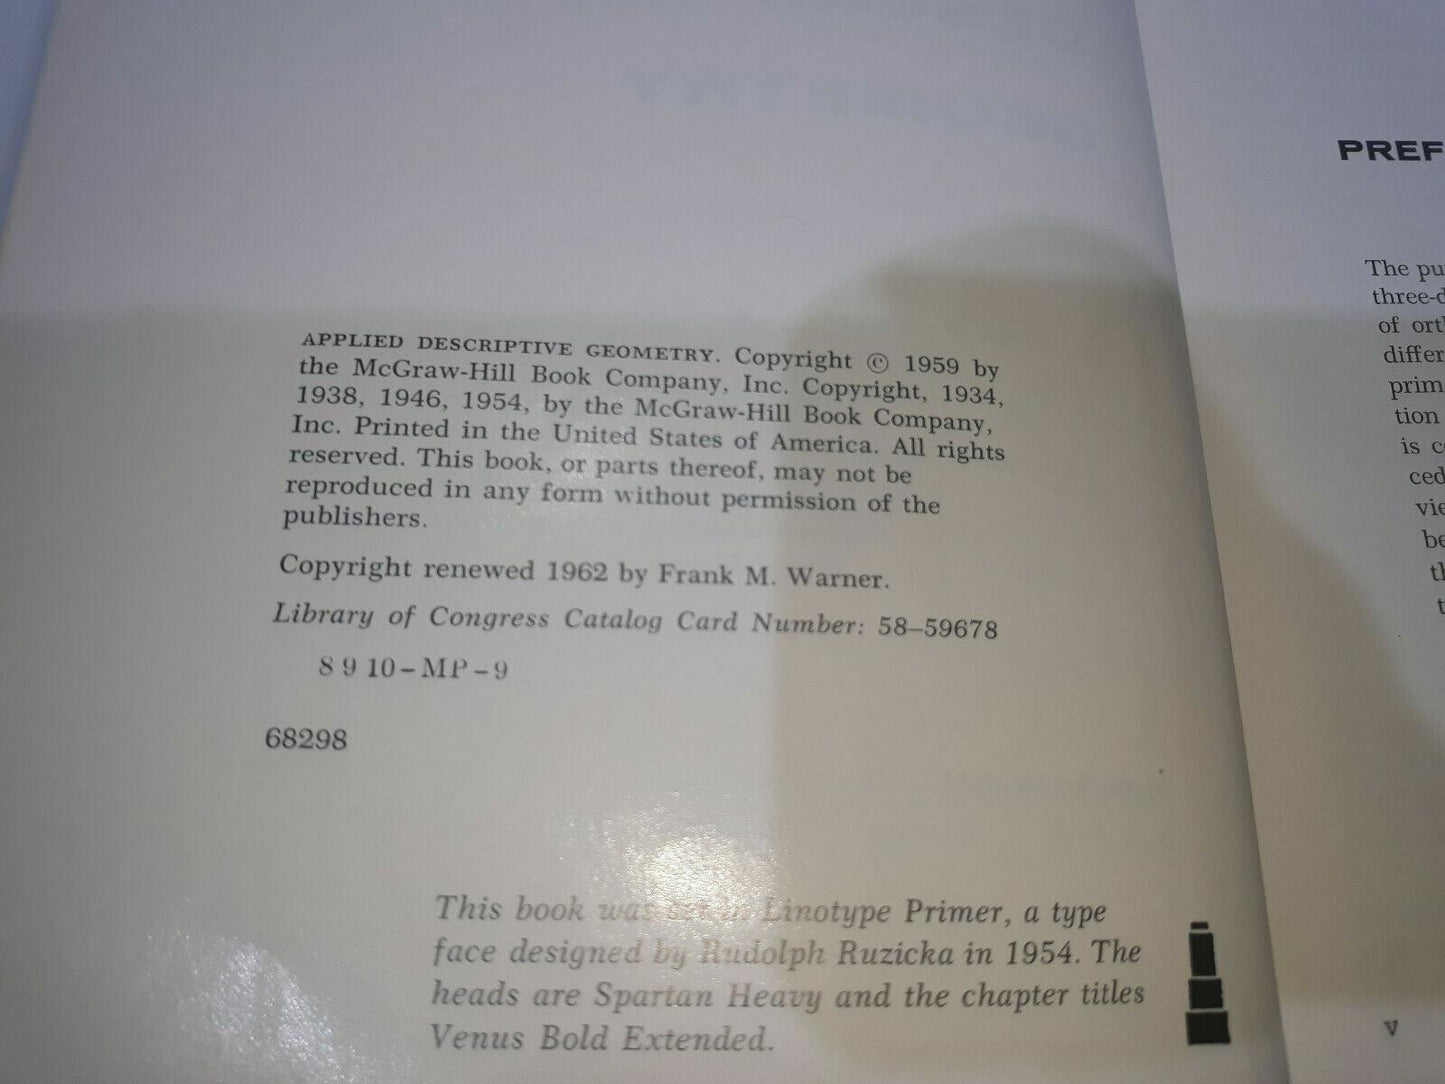 APPLIED DESCRIPTIVE GEOMETRY. Copyright © 1959 by
the McGraw-Hill Book Company, Inc. Copyright, 1934,
1938, 1946, 1954, by the McGraw-Hill Book Company,
Inc. Printed in the United States of America. All rights
reserved. This book, or parts thereof, may not be
reproduced in any form without permission of the
publishers.
Copyright renewed 1962 by Frank M. Warner.
Library of Congress Catalog Card Number: 58–59678
8 9 10 – MP – 9
68298
This book was set in Linotype Primer, a type
face designed by Rudolph Ruzicka in 1954. The
heads are Spartan Heavy and the chapter titles
Venus Bold Extended.
PREF
The pu
three-d
of ort
differ
prim
tion
is c
ced
vie
be
th
t
v